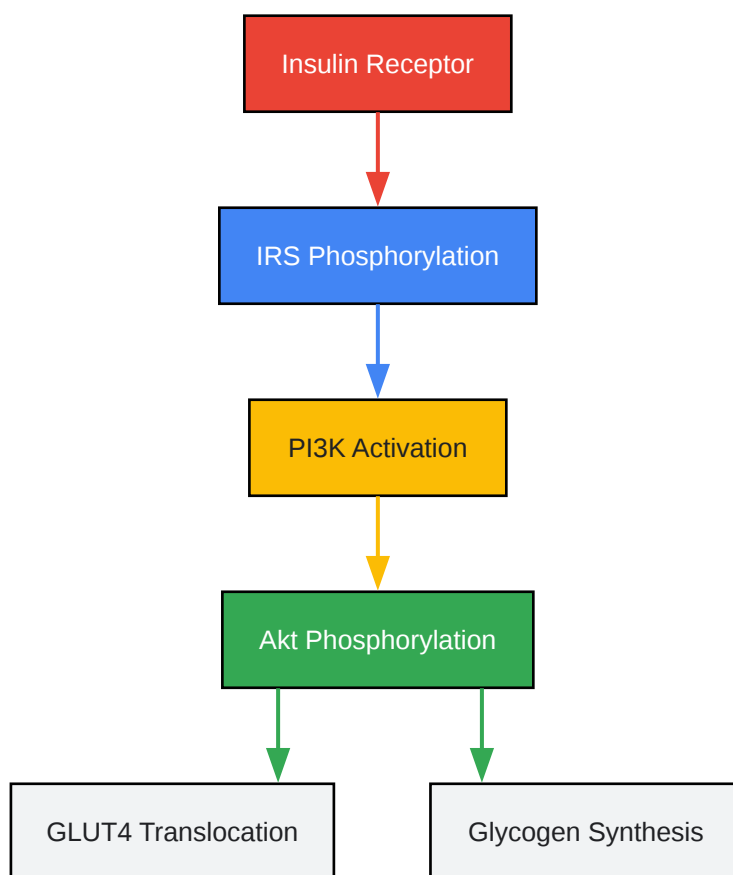 Insulin Receptor
IRS Phosphorylation
PI3K Activation
Akt Phosphorylation
GLUT4 Translocation
Glycogen Synthesis